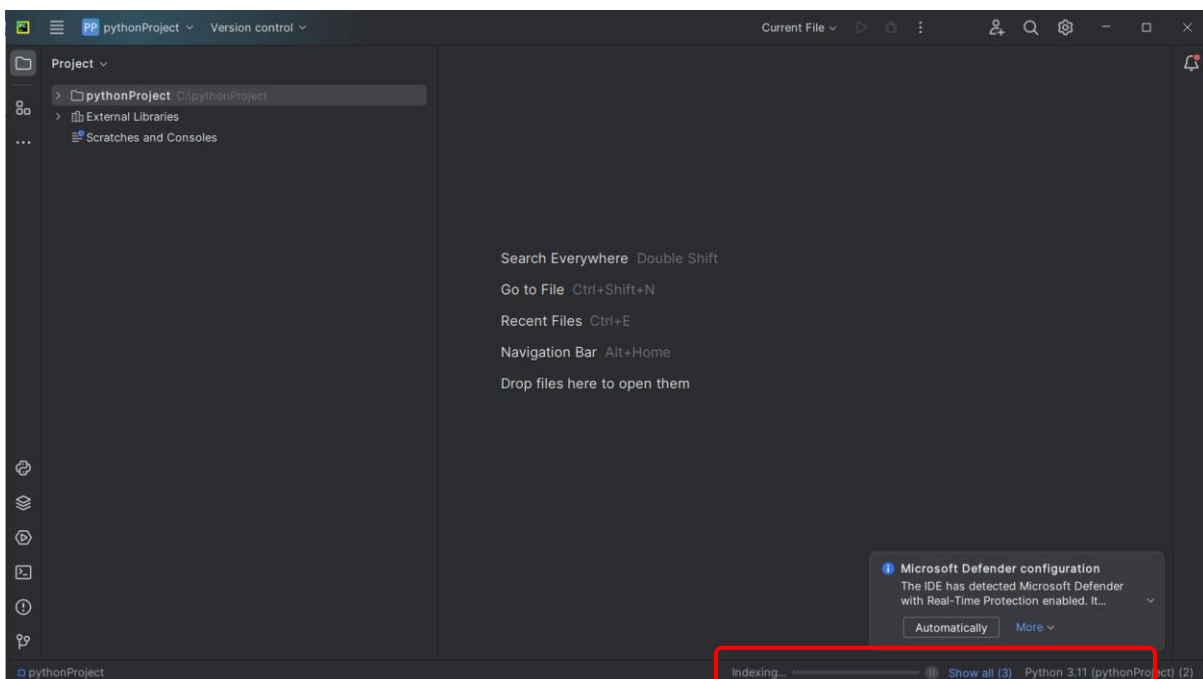 PP pythonProject Version control Current File
Project
pythonProject C:\pythonProject
External Libraries
Scratches and Consoles
Search Everywhere Double Shift
Go to File Ctrl+Shift+N
Recent Files Ctrl+E
Navigation Bar Alt+Home
Drop files here to open them
Microsoft Defender configuration
The IDE has detected Microsoft Defender
with Real-Time Protection enabled. It...
Automatically More
pythonProject Indexing... Show all (3) Python 3.11 (pythonProject) (2)